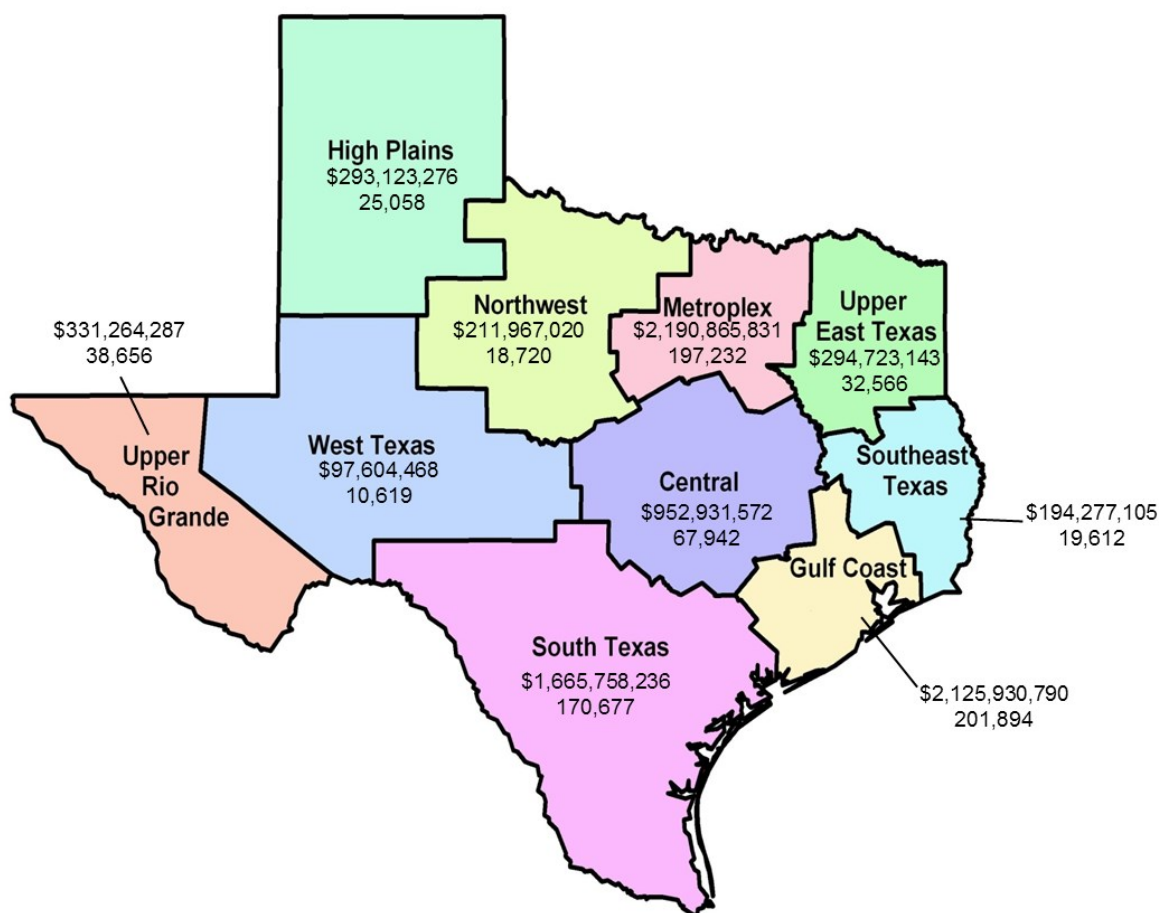 High Plains
$293,123,276
25,058
Northwest
$211,967,020
18,720
Metroplex
$2,190,865,831
197,232
Upper
East Texas
$294,723,143
32,566
$331,264,287
38,656
Upper
Rio
Grande
West Texas
$97,604,468
10,619
Central
$952,931,572
67,942
Southeast
Texas
$194,277,105
19,612
Gulf Coast
$2,125,930,790
201,894
South Texas
$1,665,758,236
170,677